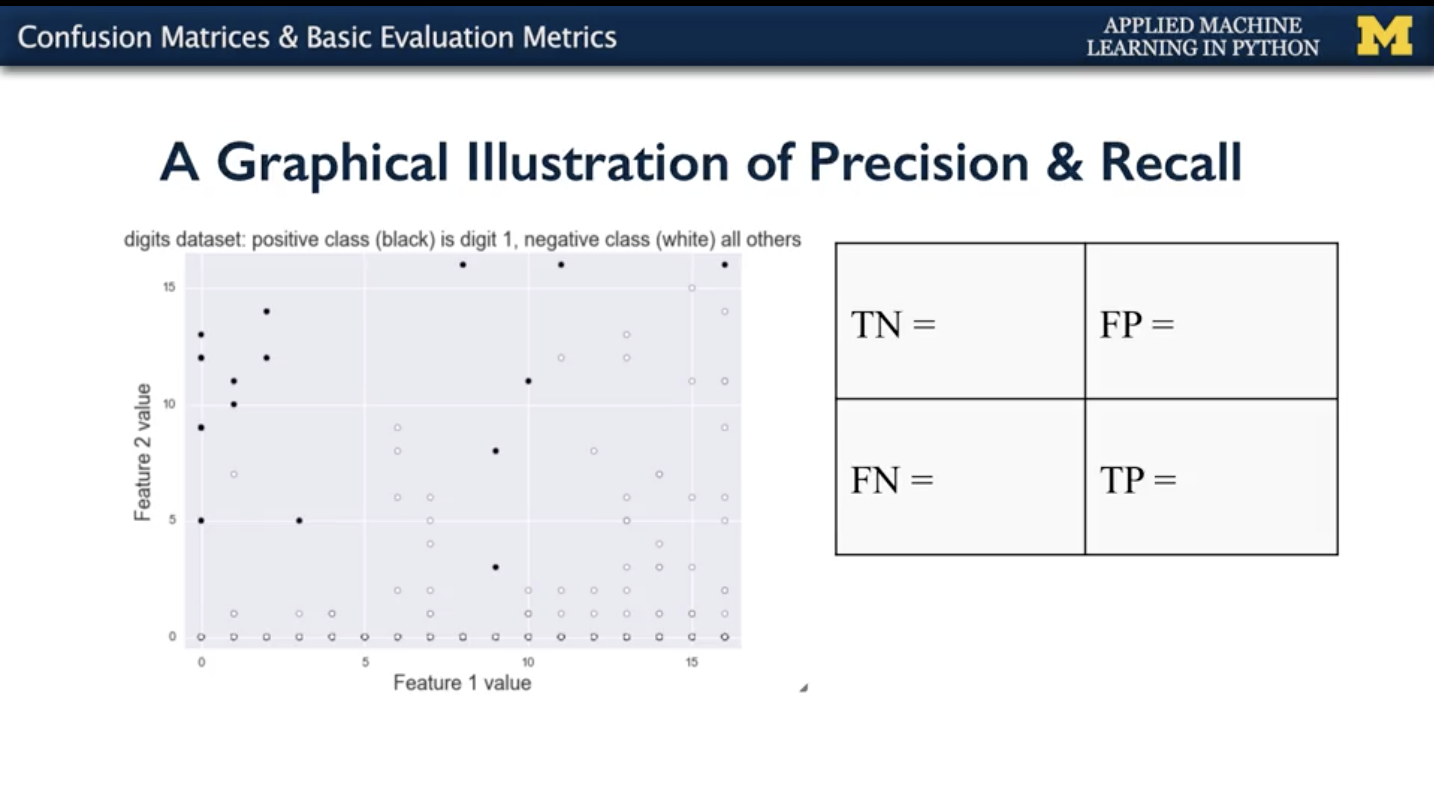 Confusion Matrices & Basic Evaluation Metrics
APPLIED MACHINE
LEARNING IN PYTHON
M
A Graphical Illustration of Precision & Recall
digits dataset: positive class (black) is digit 1, negative class (white) all others
15
10
5
0
Feature 2 value
0 5 10 15
Feature 1 value
TN = FP =
FN = TP =